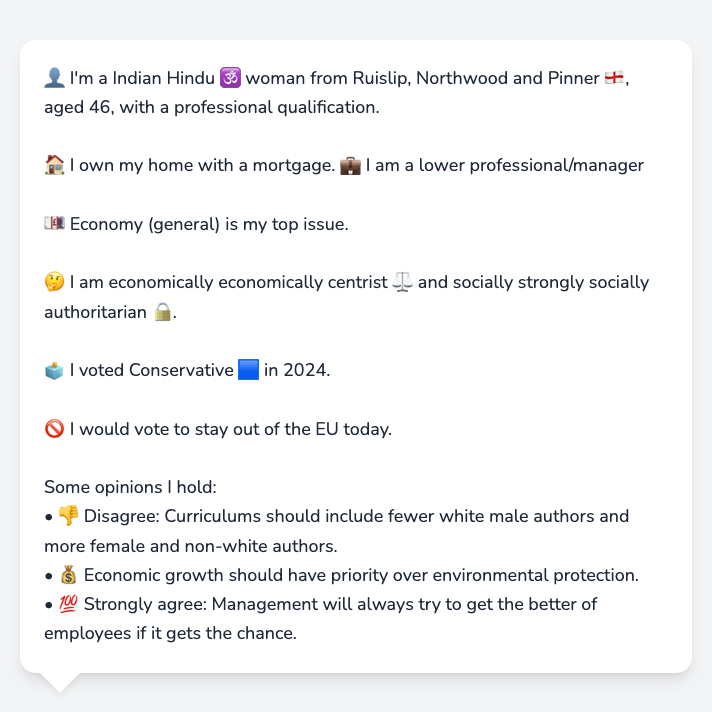 👤 I'm a Indian Hindu 🕉️ woman from Ruislip, Northwood and Pinner 🏴󠁧󠁢󠁥󠁮󠁧󠁿,
aged 46, with a professional qualification.
🏠 I own my home with a mortgage. 💼 I am a lower professional/manager
💷 Economy (general) is my top issue.
🤔 I am economically economically centrist ⚖️ and socially strongly socially
authoritarian 🔒.
🗳️ I voted Conservative 🟦 in 2024.
🚫 I would vote to stay out of the EU today.
Some opinions I hold:
• 👎 Disagree: Curriculums should include fewer white male authors and
more female and non-white authors.
• 💰 Economic growth should have priority over environmental protection.
• 💯 Strongly agree: Management will always try to get the better of
employees if it gets the chance.